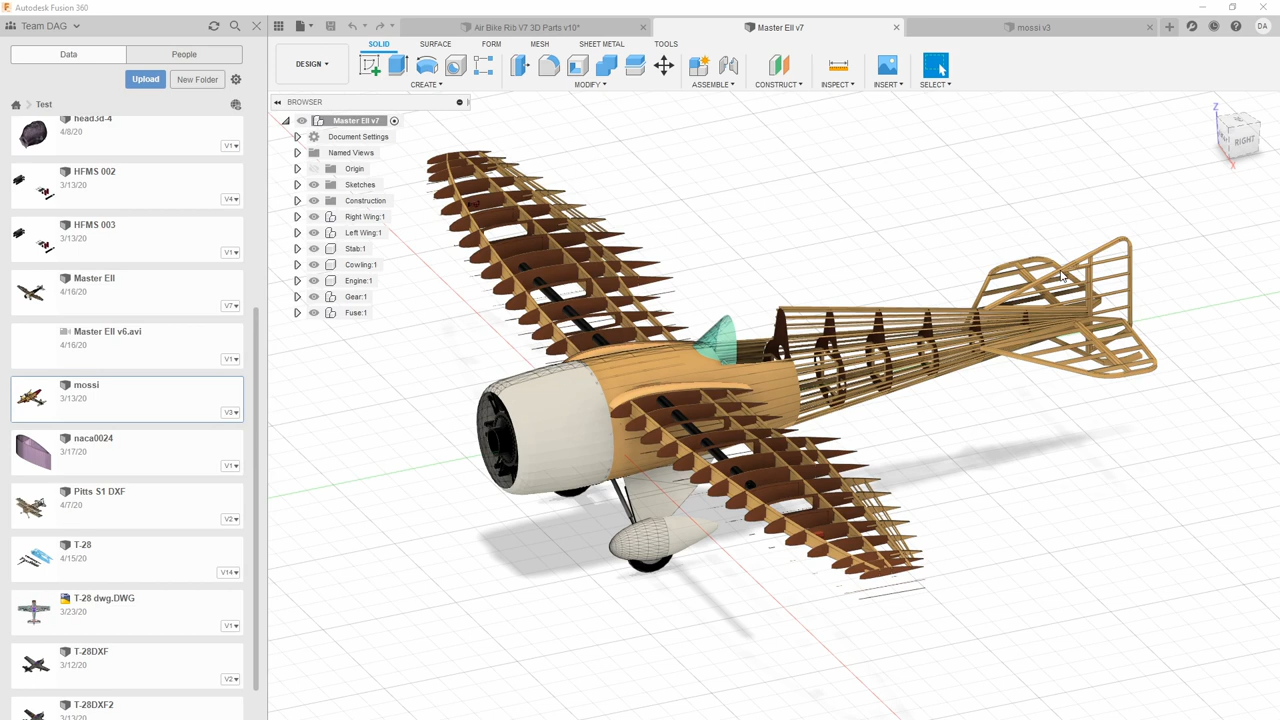 Autodesk Fusion 360
Team DAG
Air Bike Rib V7 3D Parts v10*
Master Ell v7
mossi v3
DA
Data
People
SOLID
SURFACE
FORM
MESH
SHEET METAL
TOOLS
DESIGN
CREATE
MODIFY
ASSEMBLE
CONSTRUCT
INSPECT
INSERT
SELECT
Upload
New Folder
Test
BROWSER
Master Ell v7
Document Settings
Named Views
Origin
Sketches
Construction
Right Wing:1
Left Wing:1
Stab:1
Cowling:1
Engine:1
Gear:1
Fuse:1
head3d-4
4/8/20
V1
HFMS 002
3/13/20
V4
HFMS 003
3/13/20
V1
Master Ell
4/16/20
V7
Master Ell v6.avi
4/16/20
V1
mossi
3/13/20
V3
naca0024
3/17/20
V1
Pitts S1 DXF
4/7/20
V2
T-28
4/15/20
V14
T-28 dwg.DWG
3/23/20
V1
T-28DXF
3/12/20
V2
T-28DXF2
3/13/20
Z
X
RIGHT